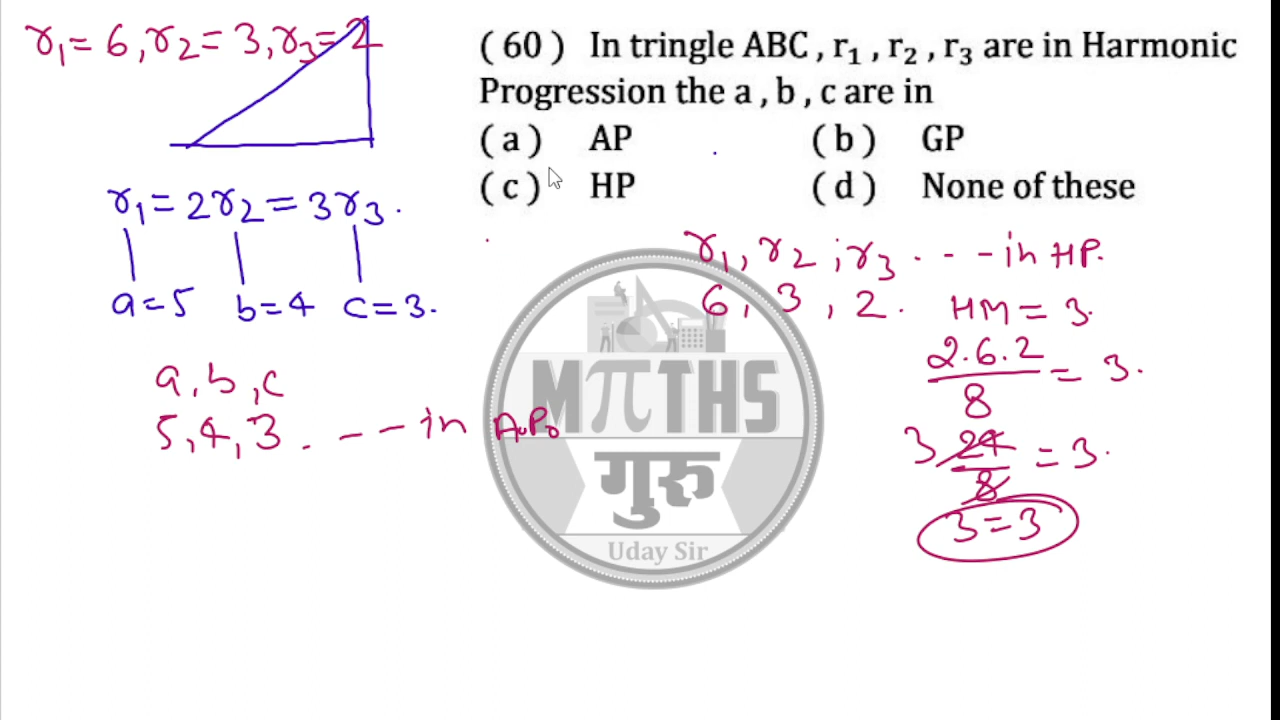 r₁ = 6, r₂ = 3, r₃ = 2
( 60 ) In tringle ABC , r₁ , r₂ , r₃ are in Harmonic
Progression the a , b , c are in
( a ) AP ( b ) GP
( c ) HP ( d ) None of these
r₁ = 2r₂ = 3r₃.
a=5 b=4 c=3.
a, b, c
5, 4, 3 . -- in A.P.
r₁, r₂ , r₃ . - - - in HP.
6, 3, 2. HM = 3.
2.6.2/8 = 3.
3 24/8 = 3.
3 = 3
MπTHS
गुरु
Uday Sir